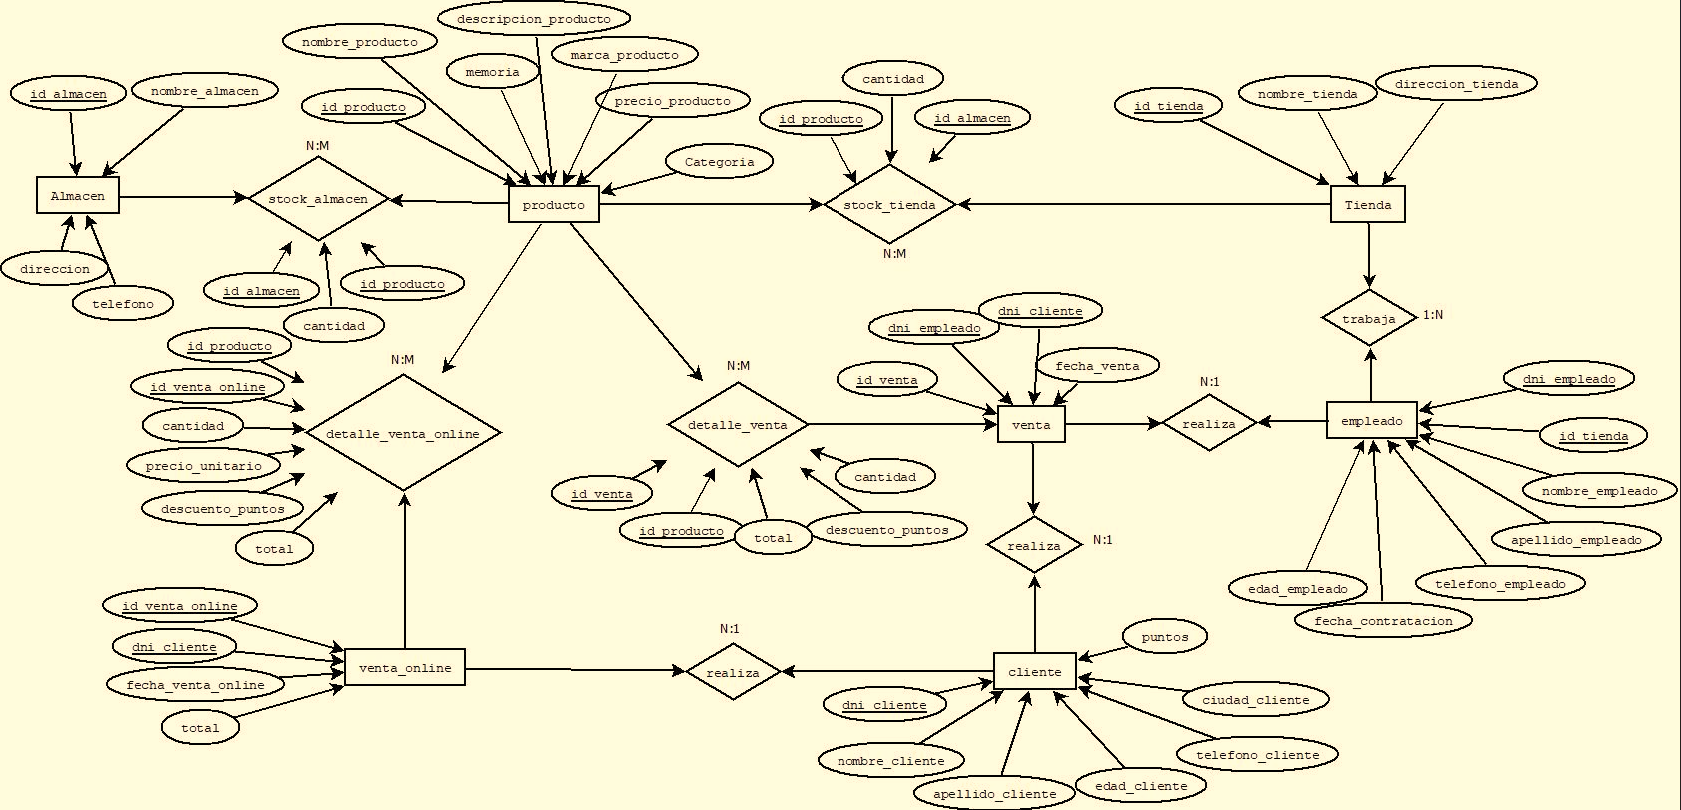 descripcion_producto
nombre_producto
marca_producto
memoria
cantidad
id_almacen
nombre_almacen
id_producto
precio_producto
id_producto
id_almacen
id_tienda
nombre_tienda
direccion_tienda
N:M
Categoria
Almacen
stock_almacen
producto
stock_tienda
Tienda
N:M
direccion
telefono
id_almacen
id_producto
cantidad
trabaja
1:N
id_producto
dni_empleado
dni_cliente
N:M
N:M
fecha_venta
id_venta
N:1
id_venta_online
dni_empleado
cantidad
detalle_venta_online
detalle_venta
venta
realiza
empleado
id_tienda
precio_unitario
descuento_puntos
id_venta
cantidad
nombre_empleado
total
id_producto
total
descuento_puntos
realiza
N:1
apellido_empleado
edad_empleado
telefono_empleado
fecha_contratacion
id_venta_online
dni_cliente
N:1
puntos
venta_online
realiza
cliente
fecha_venta_online
total
dni_cliente
ciudad_cliente
nombre_cliente
telefono_cliente
apellido_cliente
edad_cliente